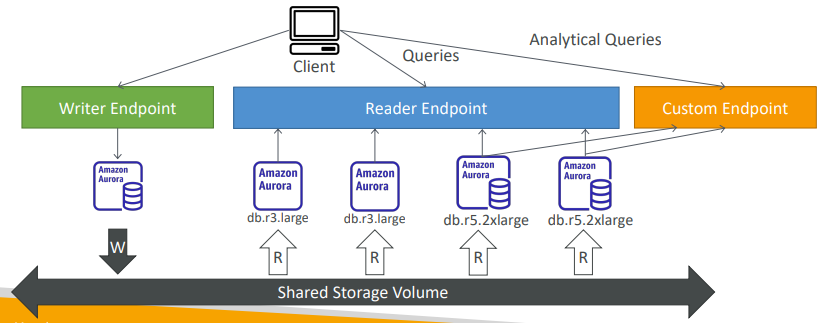 Client
Queries
Analytical Queries
Writer Endpoint
Reader Endpoint
Custom Endpoint
Amazon
Aurora
Amazon
Aurora
Amazon
Aurora
Amazon
Aurora
Amazon
Aurora
db.r3.large
db.r3.large
db.r5.2xlarge
db.r5.2xlarge
W
R
R
R
R
Shared Storage Volume